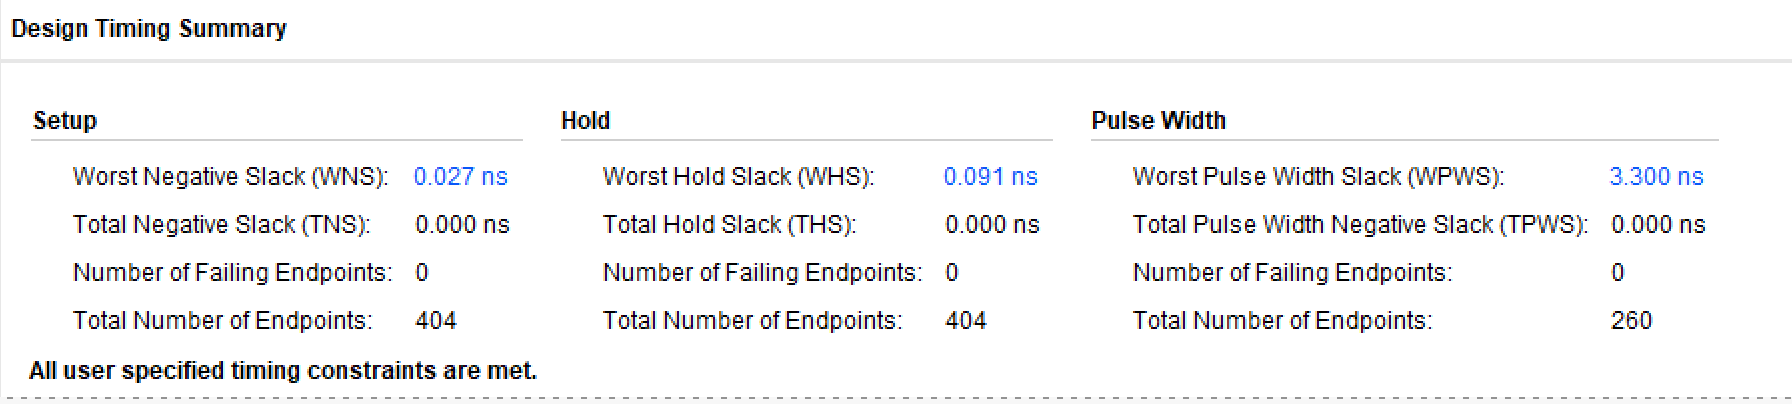 Design Timing Summary
Setup Hold Pulse Width
Worst Negative Slack (WNS): 0.027 ns Worst Hold Slack (WHS): 0.091 ns Worst Pulse Width Slack (WPWS): 3.300 ns
Total Negative Slack (TNS): 0.000 ns Total Hold Slack (THS): 0.000 ns Total Pulse Width Negative Slack (TPWS): 0.000 ns
Number of Failing Endpoints: 0 Number of Failing Endpoints: 0 Number of Failing Endpoints: 0
Total Number of Endpoints: 404 Total Number of Endpoints: 404 Total Number of Endpoints: 260
All user specified timing constraints are met.